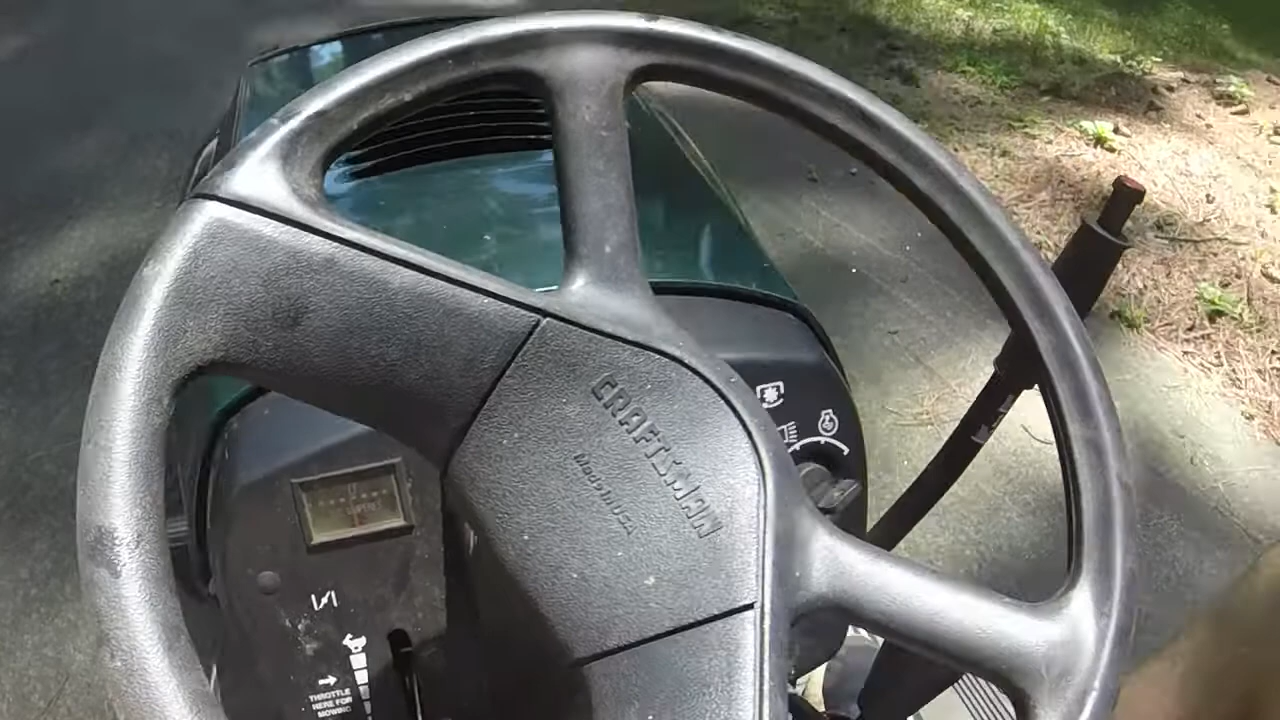 CRAFTSMAN
Made in USA
THROTTLE
HERE FOR
MOWING